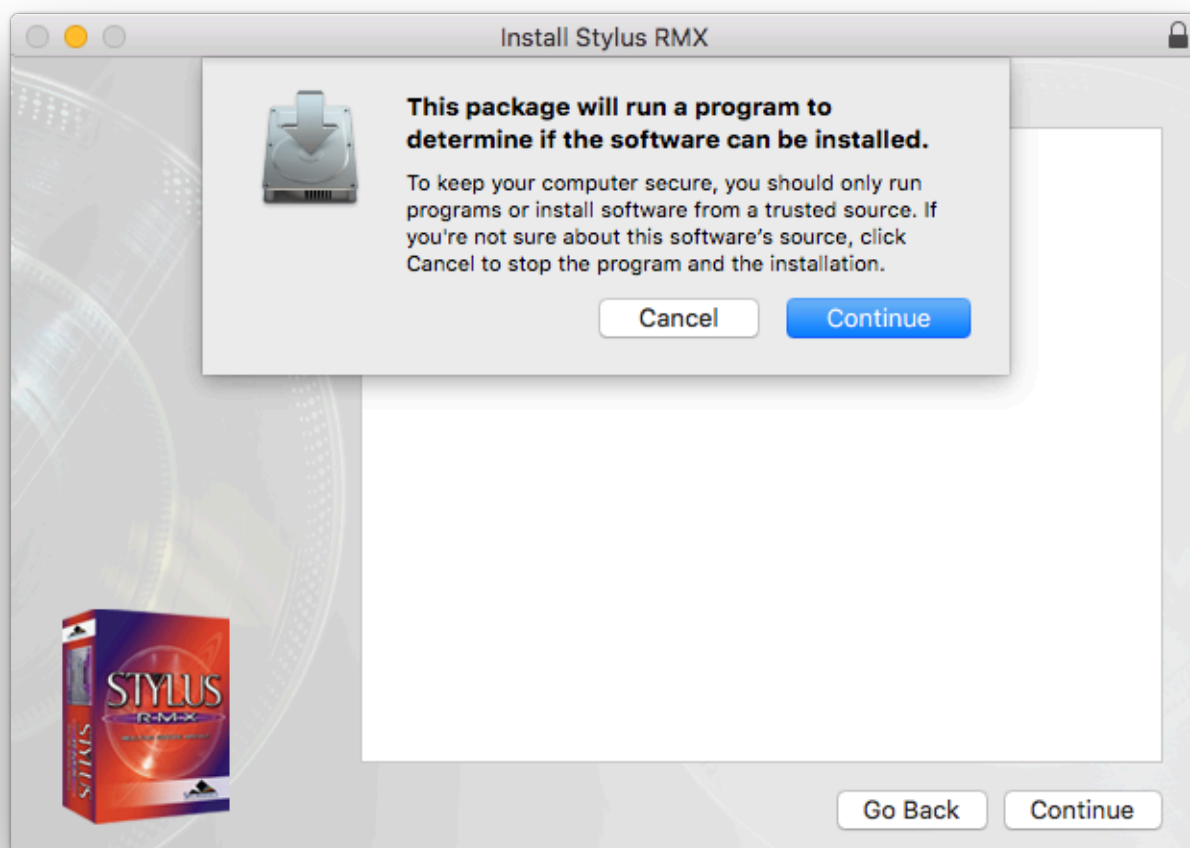 Install Stylus RMX
This package will run a program to
determine if the software can be installed.
To keep your computer secure, you should only run
programs or install software from a trusted source. If
you're not sure about this software’s source, click
Cancel to stop the program and the installation.
Cancel
Continue
STYLUS
R·M·X
STYLUS
Go Back
Continue